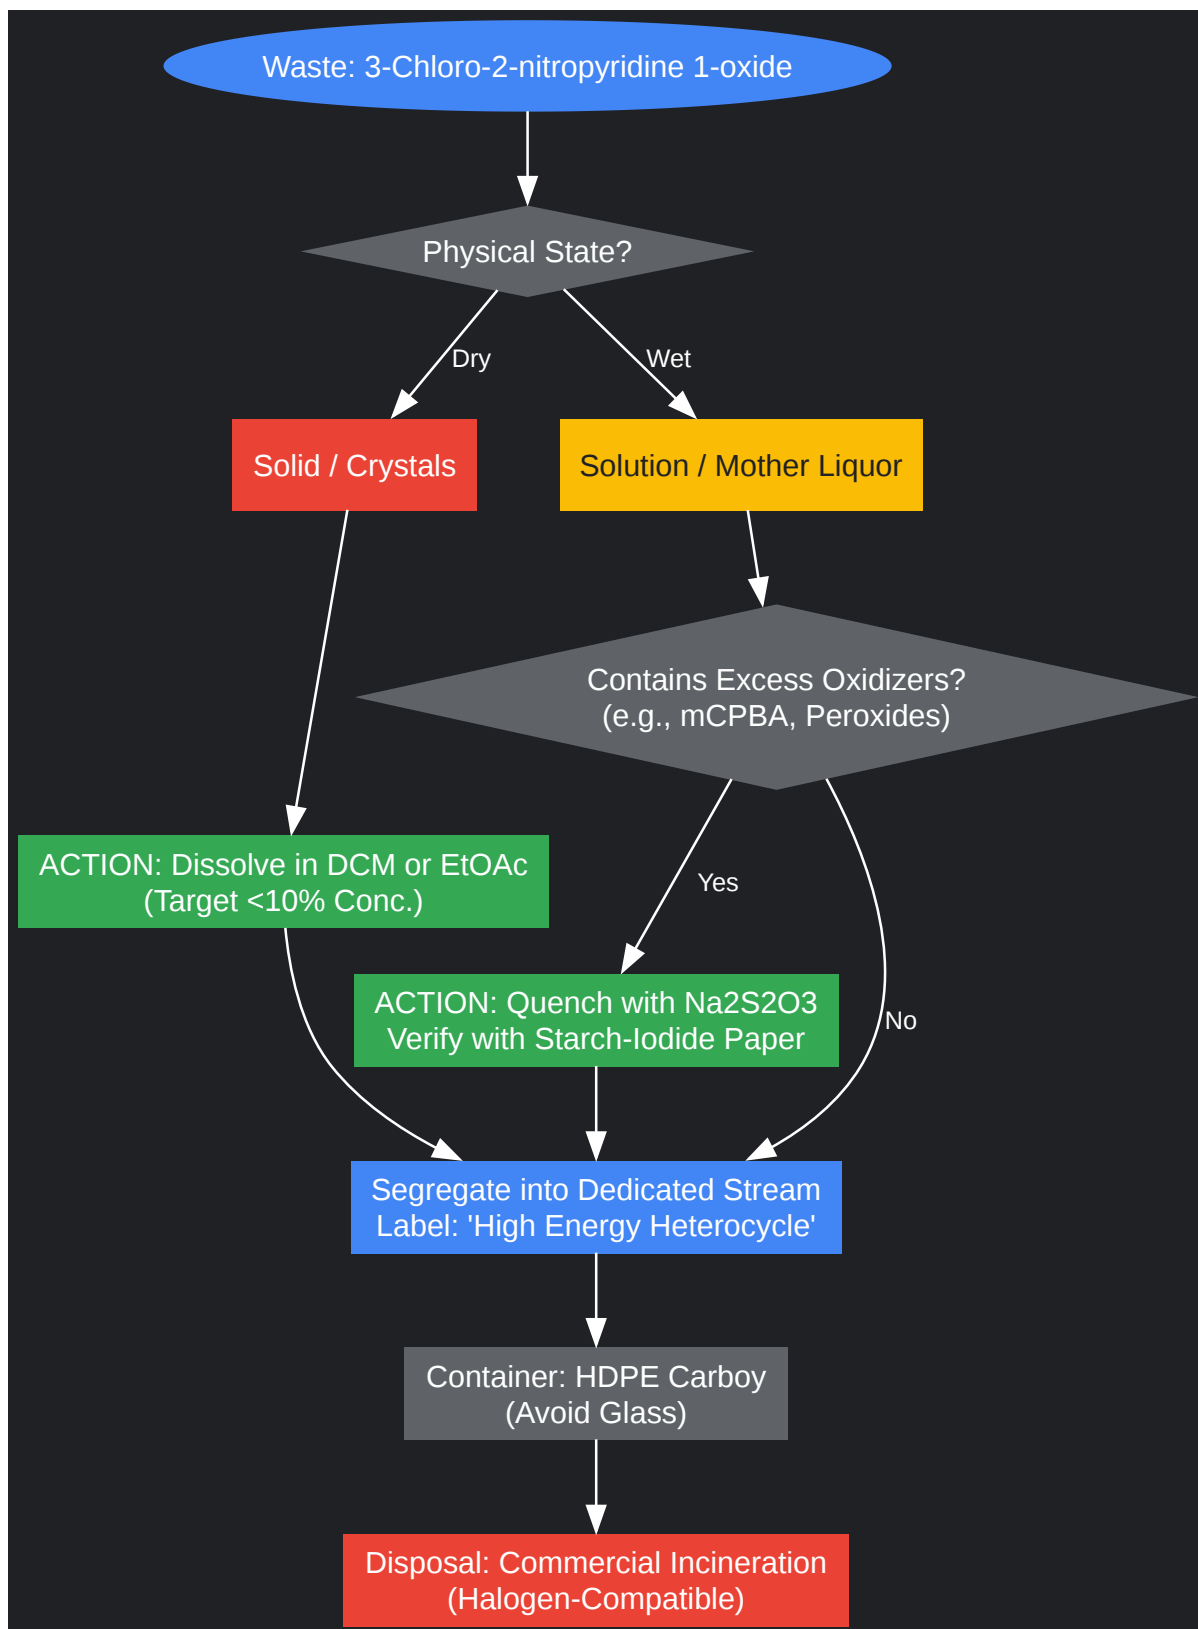 Waste: 3-Chloro-2-nitropyridine 1-oxide
Physical State?
Dry
Wet
Solid / Crystals
Solution / Mother Liquor
Contains Excess Oxidizers?
(e.g., mCPBA, Peroxides)
ACTION: Dissolve in DCM or EtOAc
(Target <10% Conc.)
Yes
ACTION: Quench with Na2S2O3
Verify with Starch-Iodide Paper
No
Segregate into Dedicated Stream
Label: 'High Energy Heterocycle'
Container: HDPE Carboy
(Avoid Glass)
Disposal: Commercial Incineration
(Halogen-Compatible)